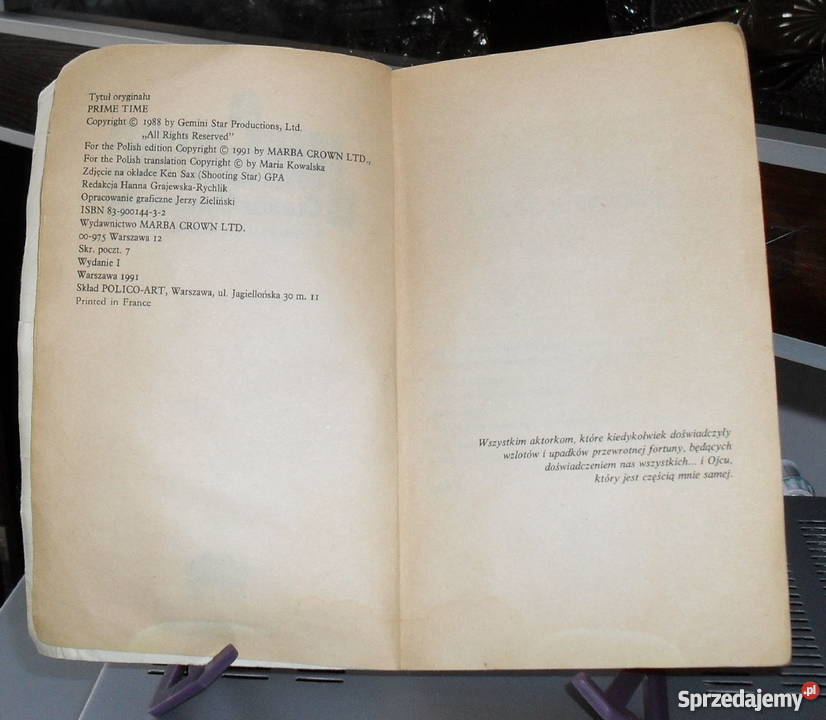 Tytuł oryginału
PRIME TIME
Copyright © 1988 by Gemini Star Productions, Ltd.
„All Rights Reserved”
For the Polish edition Copyright © 1991 by MARBA CROWN LTD.,
For the Polish translation Copyright © by Maria Kowalska
Zdjęcie na okładce Ken Sax (Shooting Star) GPA
Redakcja Hanna Grajewska-Rychlik
Opracowanie graficzne Jerzy Zieliński
ISBN 83-900144-3-2
Wydawnictwo MARBA CROWN LTD.
00-975 Warszawa 12
Skr. poczt. 7
Wydanie I
Warszawa 1991
Skład POLICO-ART, Warszawa, ul. Jagiellońska 30 m. 11
Printed in France
Wszystkim aktorkom, które kiedykolwiek doświadczyły
wzlotów i upadków przewrotnej fortuny, będących
doświadczeniem nas wszystkich... i Ojcu,
który jest częścią mnie samej.
Sprzedajemy.pl